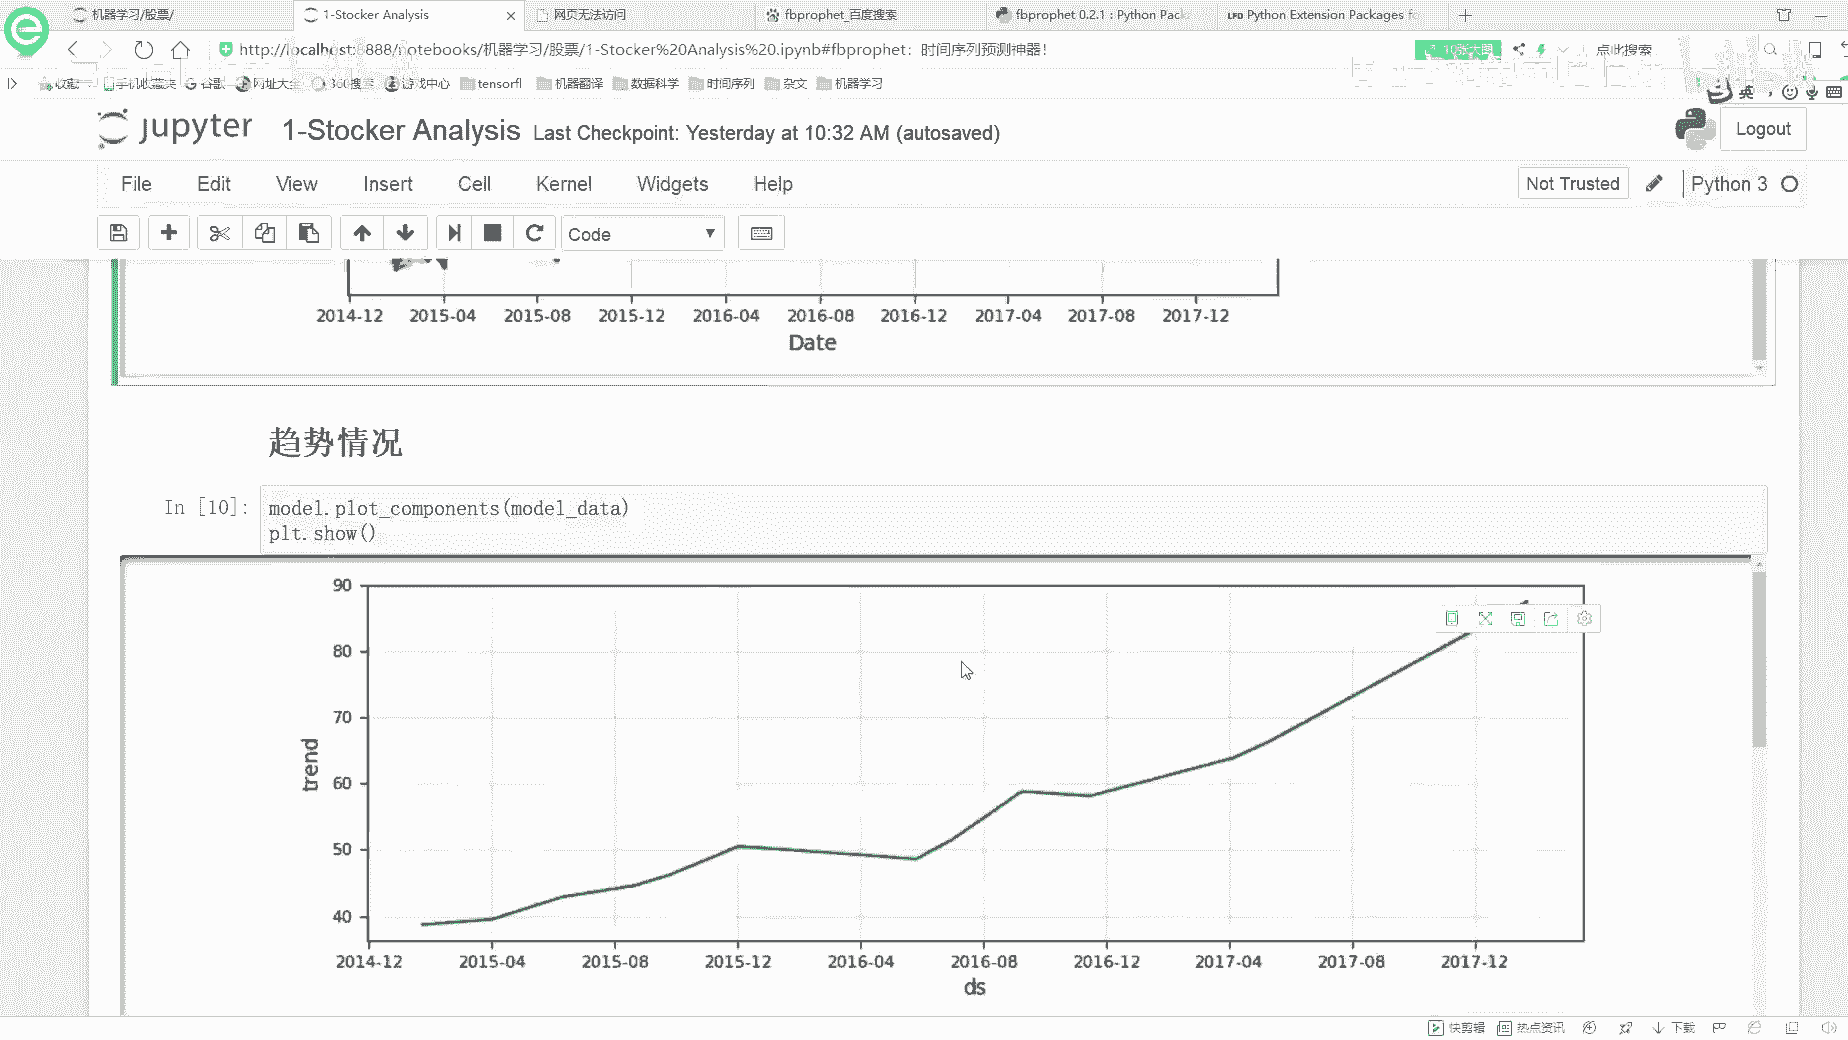 机器学习/股票/
1-Stocker Analysis
网页无法访问
fbprophet_百度搜索
fbprophet 0.2.1 : Python Pack
LFD Python Extension Packages fo
http://localhost:8888/notebooks/机器学习/股票/1-Stocker%20Analysis%20.ipynb#fbprophet：时间序列预测神器！
点此搜索
收藏
手机收藏夹
谷歌
网址大全
360搜索
游戏中心
tensorfl
机器翻译
数据科学
时间序列
杂文
机器学习
英
jupyter
1-Stocker Analysis
Last Checkpoint: Yesterday at 10:32 AM (autosaved)
Logout
File Edit View Insert Cell Kernel Widgets Help
Not Trusted
Python 3
Code
2014-12 2015-04 2015-08 2015-12 2016-04 2016-08 2016-12 2017-04 2017-08 2017-12
Date
趋势情况
In [10]:
model.plot_components(model_data)
plt.show()
90
80
70
60
50
40
trend
2014-12 2015-04 2015-08 2015-12 2016-04 2016-08 2016-12 2017-04 2017-08 2017-12
ds
快剪辑
热点资讯
下载